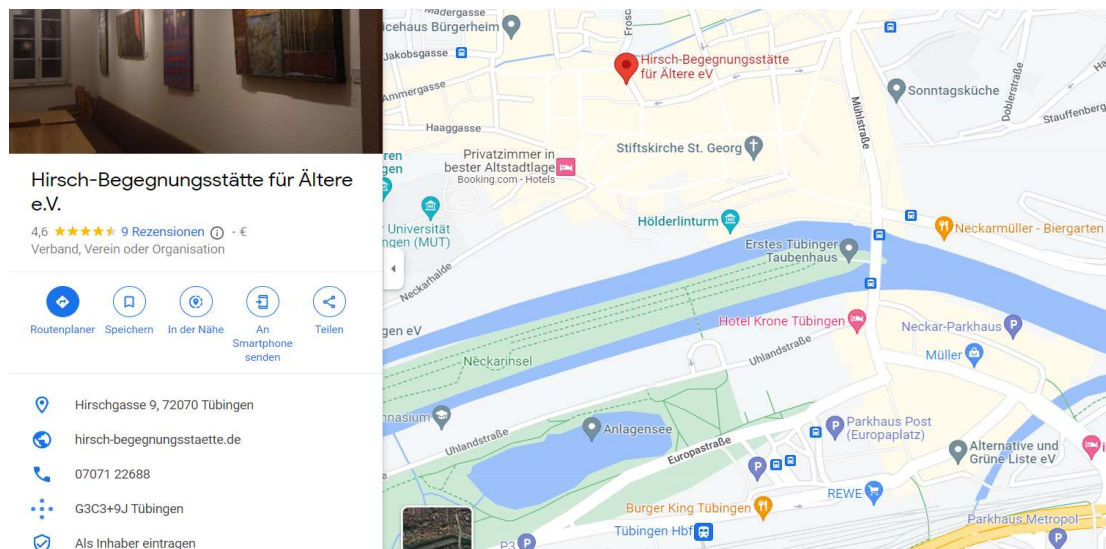 Hirsch-Begegnungsstätte für Ältere
e.V.
4,6
9 Rezensionen
· €
Verband, Verein oder Organisation
Routenplaner
Speichern
In der Nähe
An
Smartphone
senden
Teilen
Hirschgasse 9, 72070 Tübingen
hirsch-begegnungsstaette.de
07071 22688
G3C3+9J Tübingen
Als Inhaber eintragen
Madergasse
icehaus Bürgerheim
Jakobsgasse
Frosc
Hirsch-Begegnungsstätte
für Ältere eV
Ammergasse
Sonntagsküche
Doblerstraße
Stauffenberg
Mühlstraße
Haaggasse
Stiftskirche St. Georg
Privatzimmer in
bester Altstadtlage
Booking.com - Hotels
ren
gen
Universität
ngen (MUT)
Hölderlinturm
Neckarmüller - Biergarten
Erstes Tübinger
Taubenhaus
Neckarhalde
gen eV
Hotel Krone Tübingen
Neckar-Parkhaus
P
Müller
Uhlandstraße
Neckarinsel
nasium
Anlagensee
Uhlandstraße
Europastraße
P
Parkhaus Post
(Europaplatz)
P
Alternative und
Grüne Liste eV
REWE
Burger King Tübingen
Tübingen Hbf
Parkhaus Metropol
P
P3
P